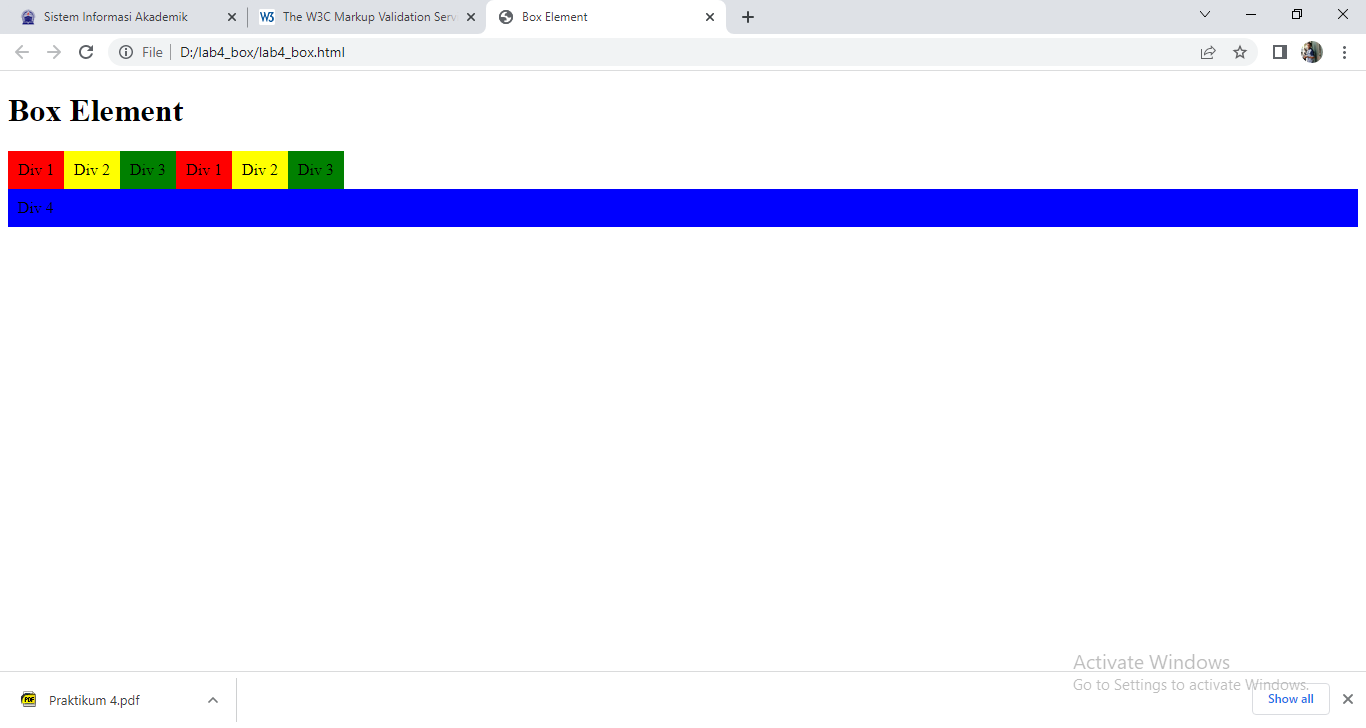 Sistem Informasi Akademik
The W3C Markup Validation Serv
Box Element
File
D:/lab4_box/lab4_box.html
Box Element
Div 1 Div 2 Div 3 Div 1 Div 2 Div 3
Div 4
Activate Windows
Go to Settings to activate Windows.
Praktikum 4.pdf
Show all